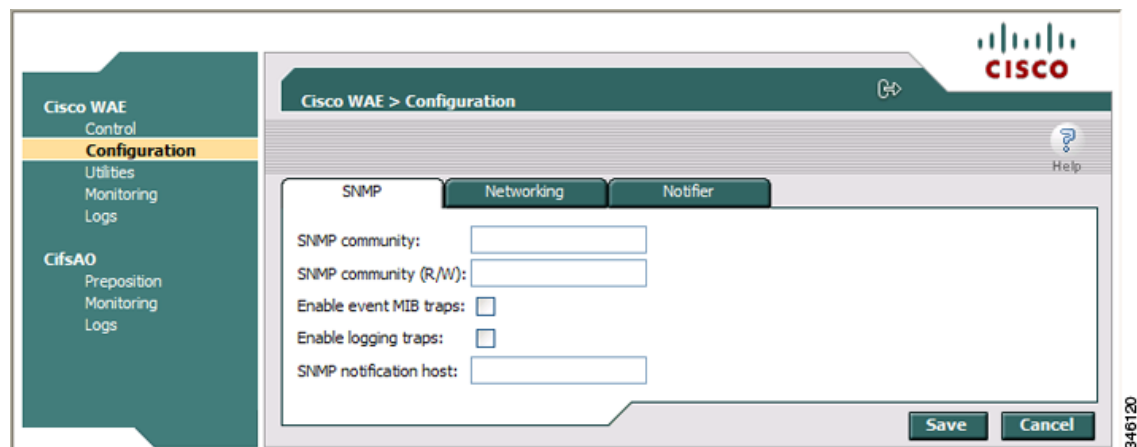 CISCO
Cisco WAE
Control
Configuration
Utilities
Monitoring
Logs
CifsAO
Preposition
Monitoring
Logs
Cisco WAE > Configuration
Help
SNMP
Networking
Notifier
SNMP community:
SNMP community (R/W):
Enable event MIB traps:
Enable logging traps:
SNMP notification host:
Save
Cancel
346120